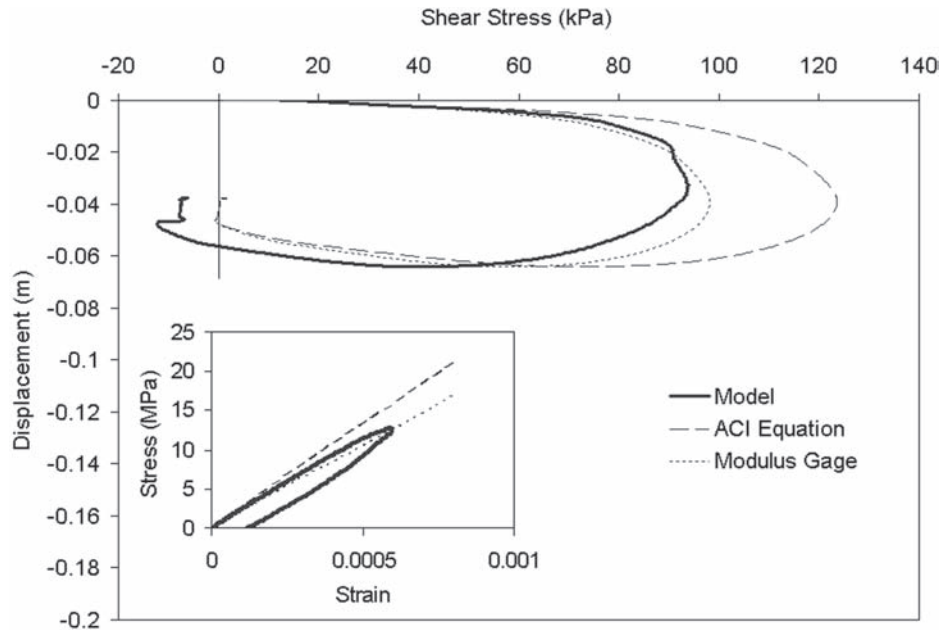 Shear Stress (kPa)
-20 0 20 40 60 80 100 120 140
0
-0.02
-0.04
-0.06
-0.08
-0.1
-0.12
-0.14
-0.16
-0.18
-0.2
Displacement (m)
25
20
15
10
5
0
Stress (MPa)
0 0.0005 0.001
Strain
Model
ACI Equation
Modulus Gage